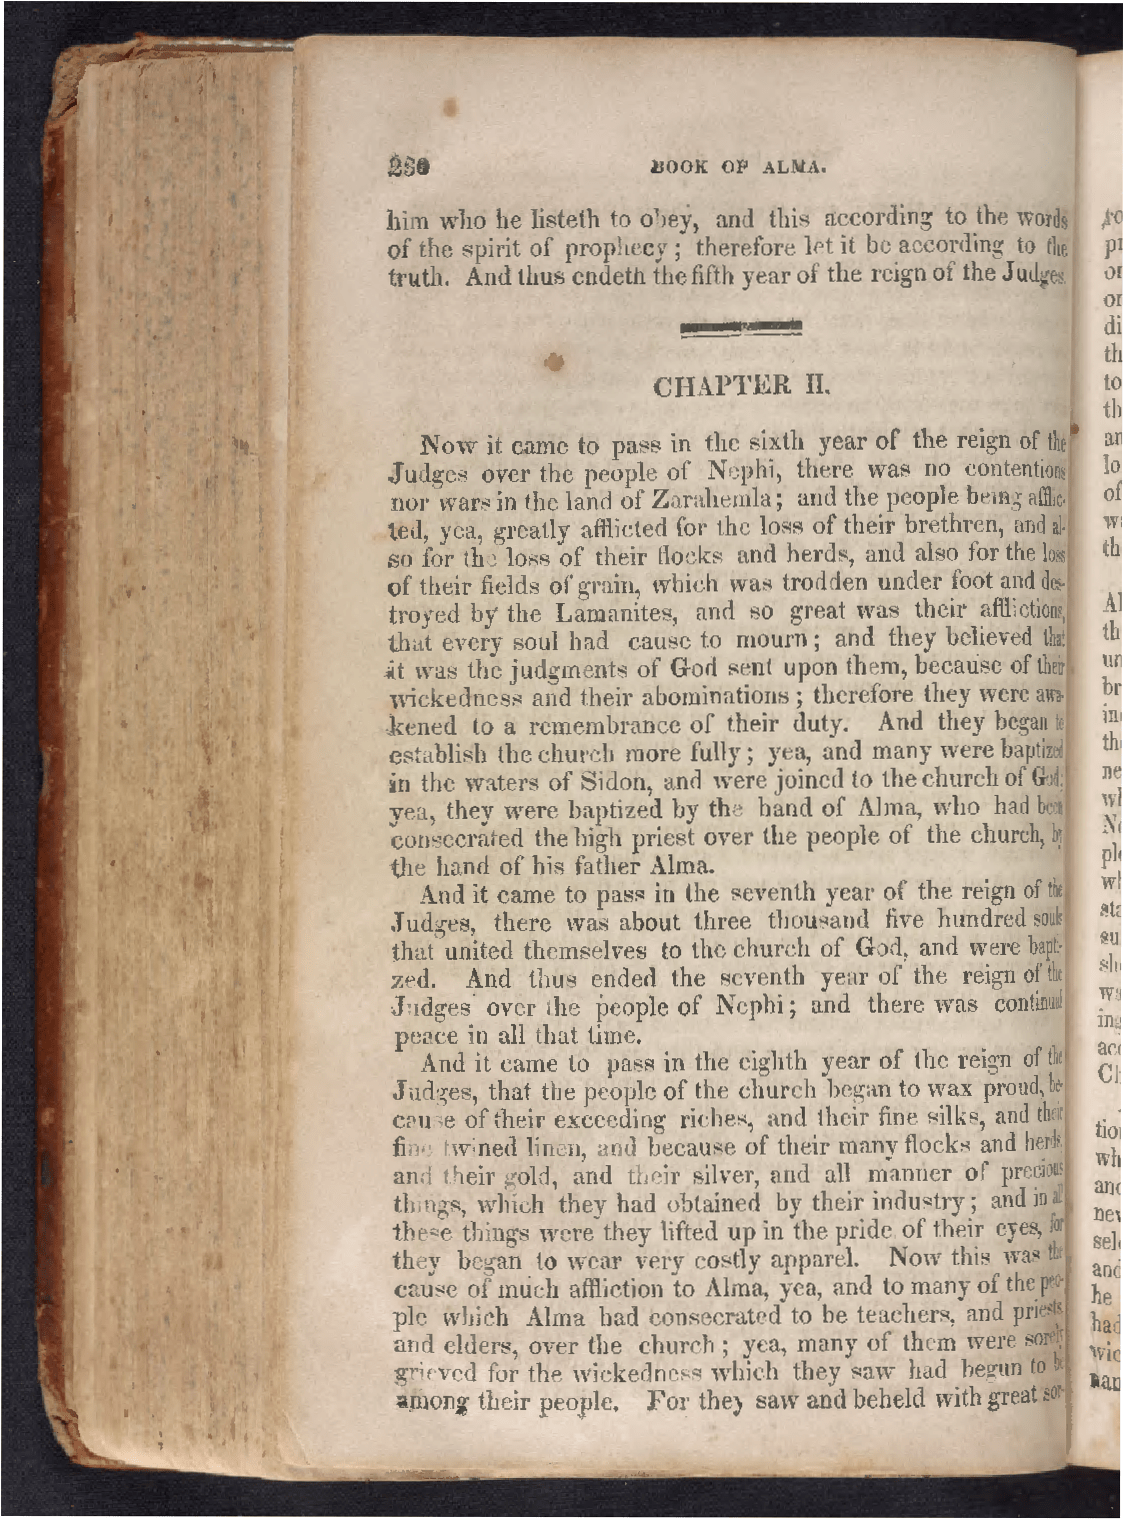 230 BOOK OF ALMA.
him who he listeth to obey, and this according to the words
of the spirit of prophecy; therefore let it be according to the
truth. And thus endeth the fifth year of the reign of the Judges.
CHAPTER II.
Now it came to pass in the sixth year of the reign of the
Judges over the people of Nephi, there was no contentions
nor wars in the land of Zarahemla; and the people being afflic-
ted, yea, greatly afflicted for the loss of their brethren, and al-
so for the loss of their flocks and herds, and also for the loss
of their fields of grain, which was trodden under foot and des-
troyed by the Lamanites, and so great was their afflictions,
that every soul had cause to mourn; and they believed that
it was the judgments of God sent upon them, because of their
wickedness and their abominations; therefore they were awa-
kened to a remembrance of their duty. And they began to
establish the church more fully; yea, and many were baptized
in the waters of Sidon, and were joined to the church of God;
yea, they were baptized by the hand of Alma, who had been
consecrated the high priest over the people of the church, by
the hand of his father Alma.
And it came to pass in the seventh year of the reign of the
Judges, there was about three thousand five hundred souls
that united themselves to the church of God, and were bapti-
zed. And thus ended the seventh year of the reign of the
Judges over the people of Nephi; and there was continual
peace in all that time.
And it came to pass in the eighth year of the reign of the
Judges, that the people of the church began to wax proud, be-
cause of their exceeding riches, and their fine silks, and their
fine twined linen, and because of their many flocks and herds,
and their gold, and their silver, and all manner of precious
things, which they had obtained by their industry; and in all
these things were they lifted up in the pride of their eyes, for
they began to wear very costly apparel. Now this was the
cause of much affliction to Alma, yea, and to many of the peo-
ple which Alma had consecrated to be teachers, and priests,
and elders, over the church; yea, many of them were sorely
grieved for the wickedness which they saw had begun to be
among their people. For they saw and beheld with great sor-